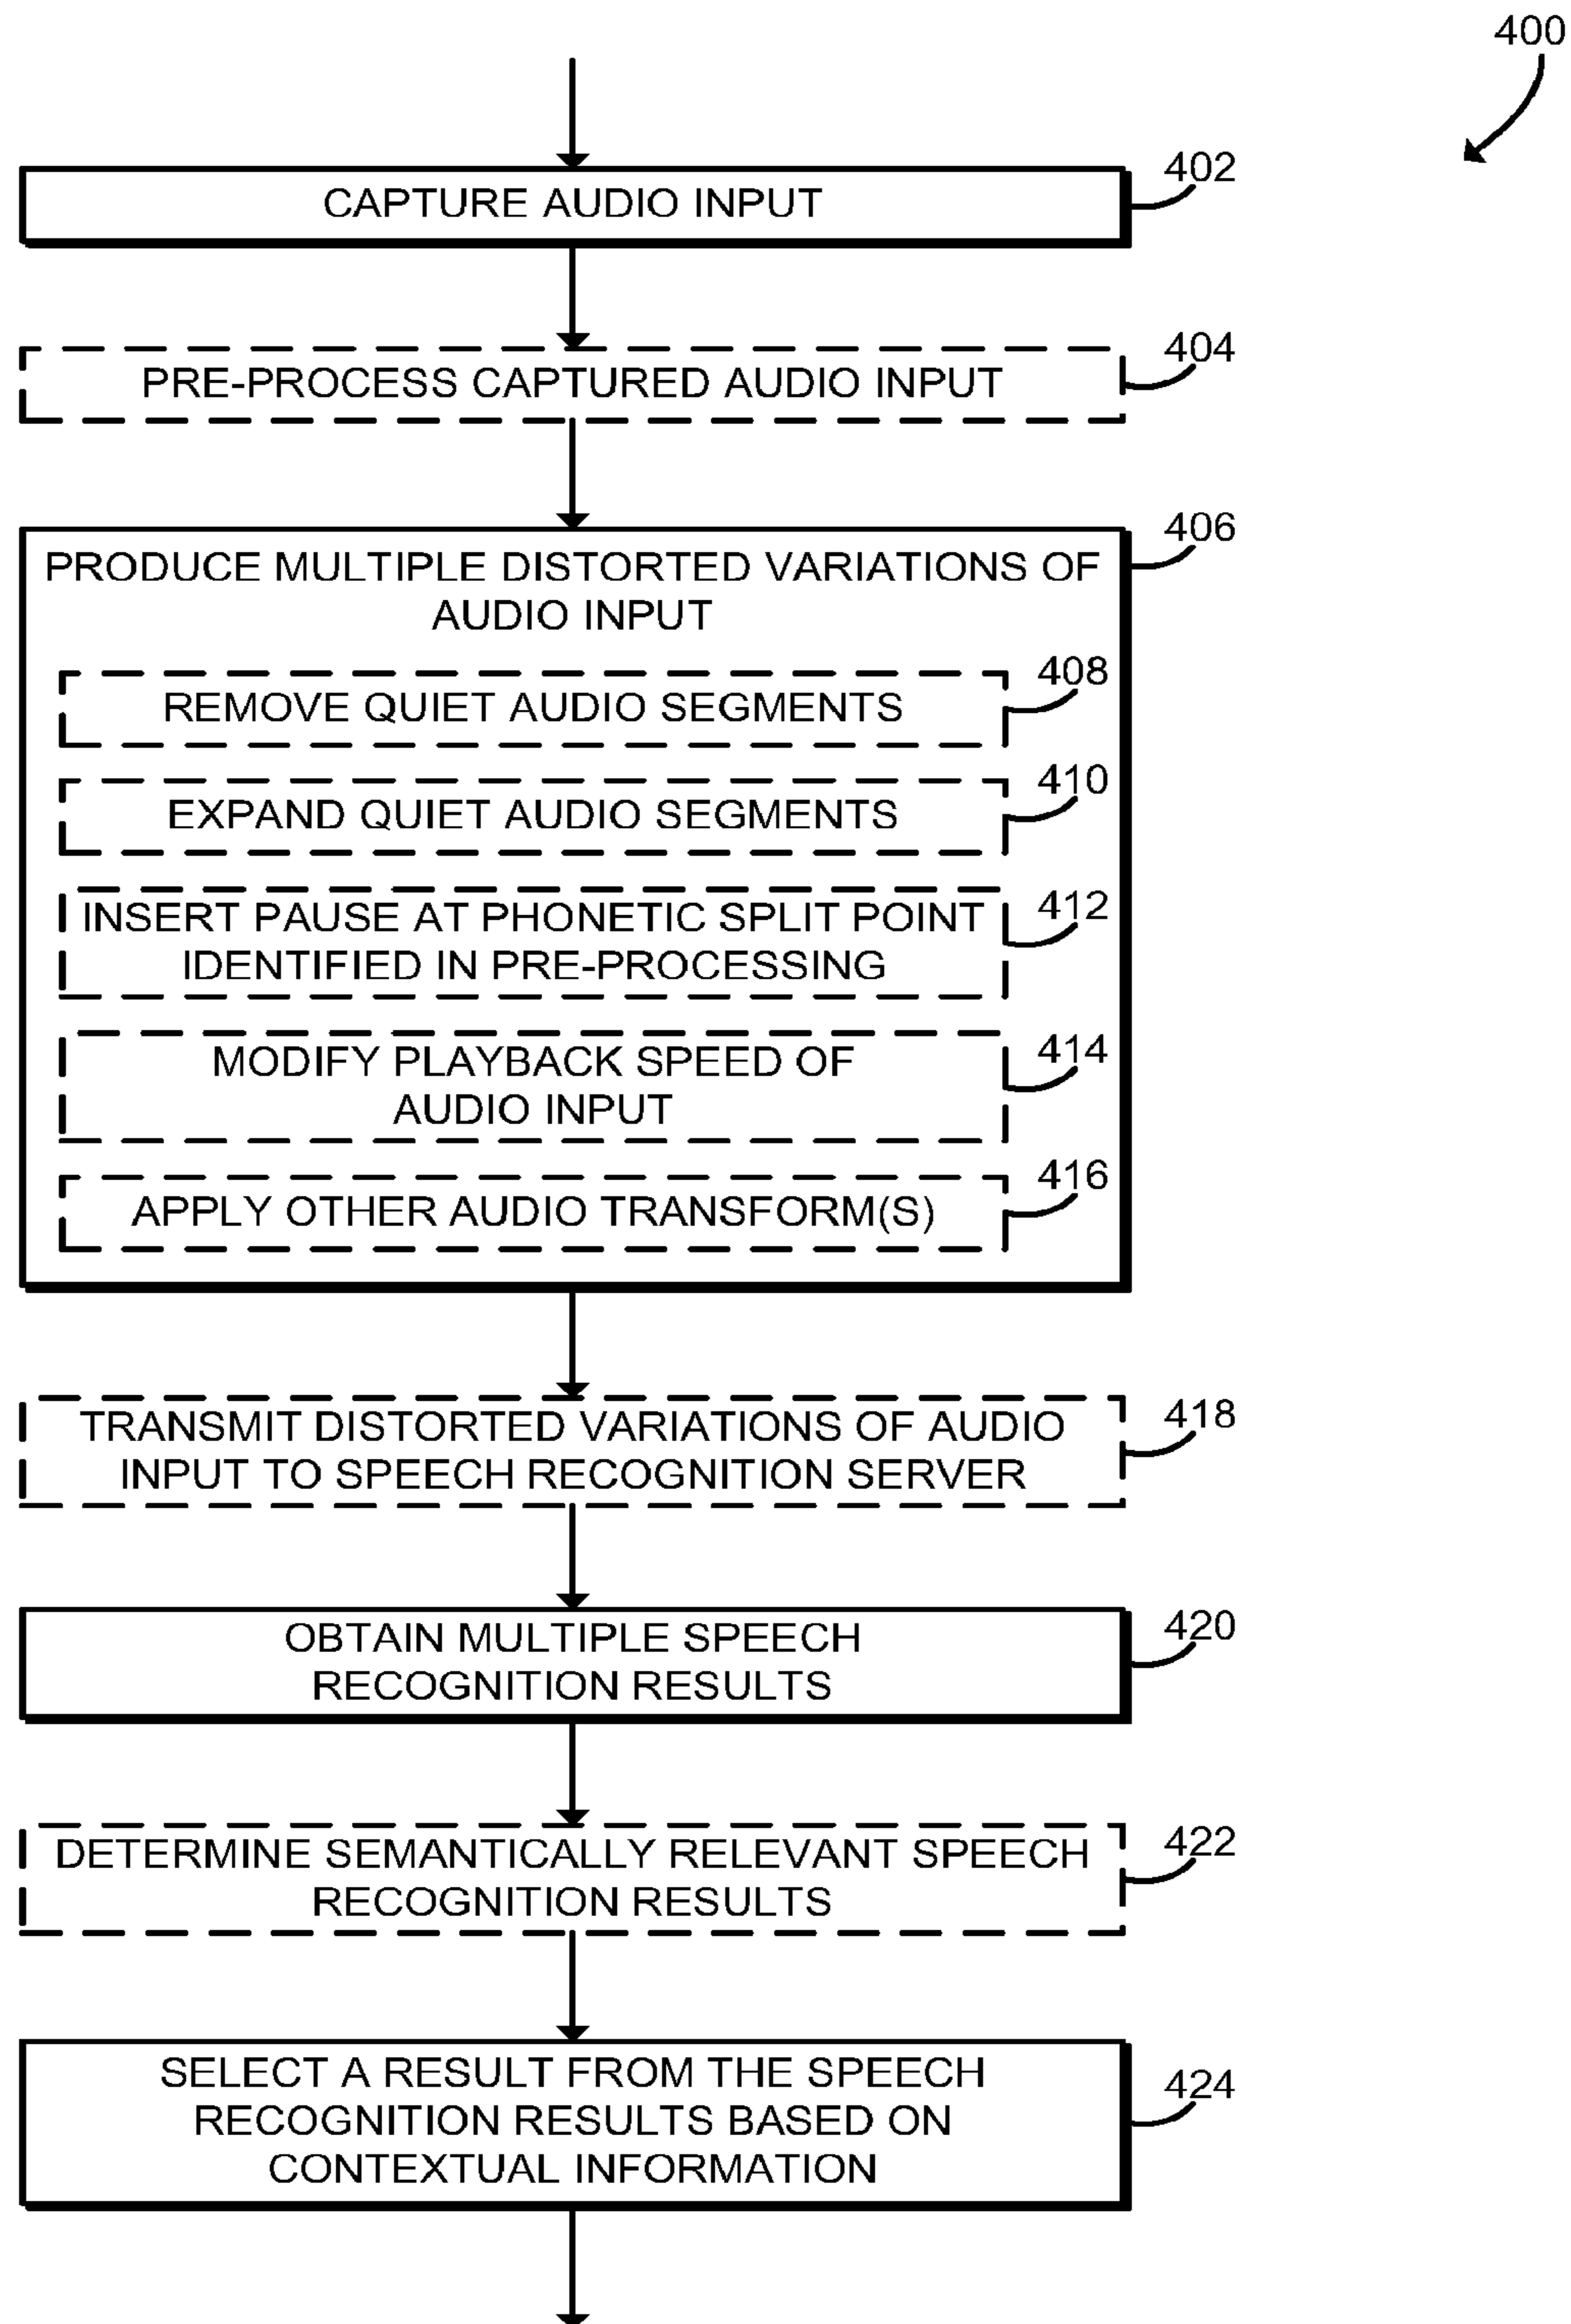 400
CAPTURE AUDIO INPUT
402
PRE-PROCESS CAPTURED AUDIO INPUT
404
PRODUCE MULTIPLE DISTORTED VARIATIONS OF
AUDIO INPUT
406
REMOVE QUIET AUDIO SEGMENTS
408
EXPAND QUIET AUDIO SEGMENTS
410
INSERT PAUSE AT PHONETIC SPLIT POINT
IDENTIFIED IN PRE-PROCESSING
412
MODIFY PLAYBACK SPEED OF
AUDIO INPUT
414
APPLY OTHER AUDIO TRANSFORM(S)
416
TRANSMIT DISTORTED VARIATIONS OF AUDIO
INPUT TO SPEECH RECOGNITION SERVER
418
OBTAIN MULTIPLE SPEECH
RECOGNITION RESULTS
420
DETERMINE SEMANTICALLY RELEVANT SPEECH
RECOGNITION RESULTS
422
SELECT A RESULT FROM THE SPEECH
RECOGNITION RESULTS BASED ON
CONTEXTUAL INFORMATION
424